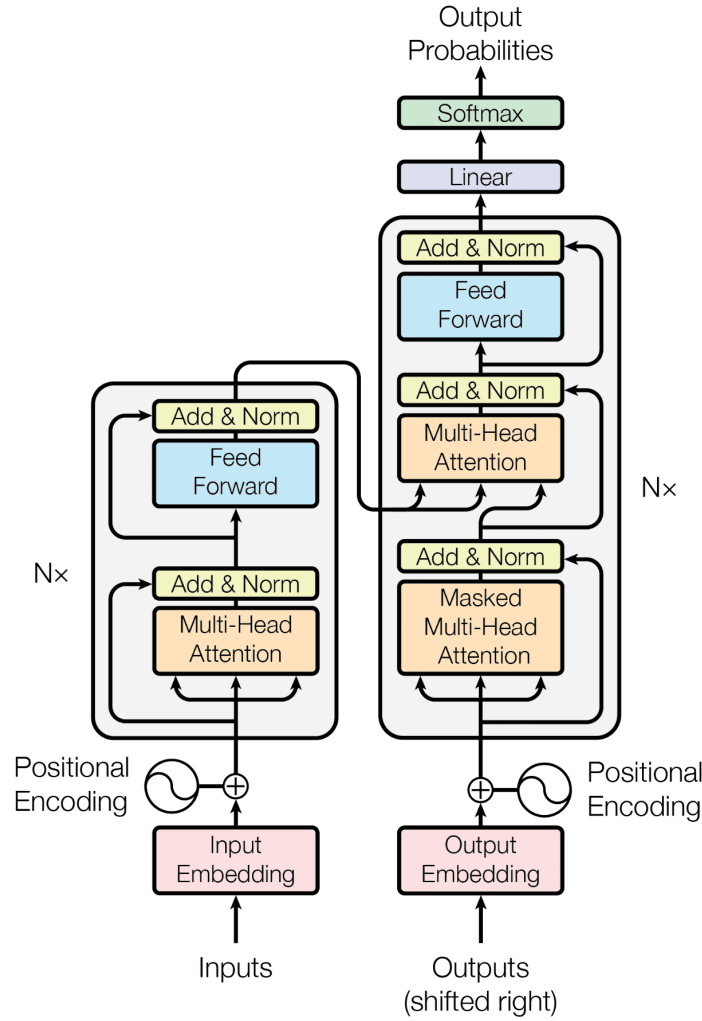 Output
Probabilities
Softmax
Linear
Add & Norm
Feed
Forward
Add & Norm
Multi-Head
Attention
Nx
Add & Norm
Masked
Multi-Head
Attention
Positional
Encoding
Output
Embedding
Outputs
(shifted right)
Add & Norm
Feed
Forward
Nx
Add & Norm
Multi-Head
Attention
Positional
Encoding
Input
Embedding
Inputs